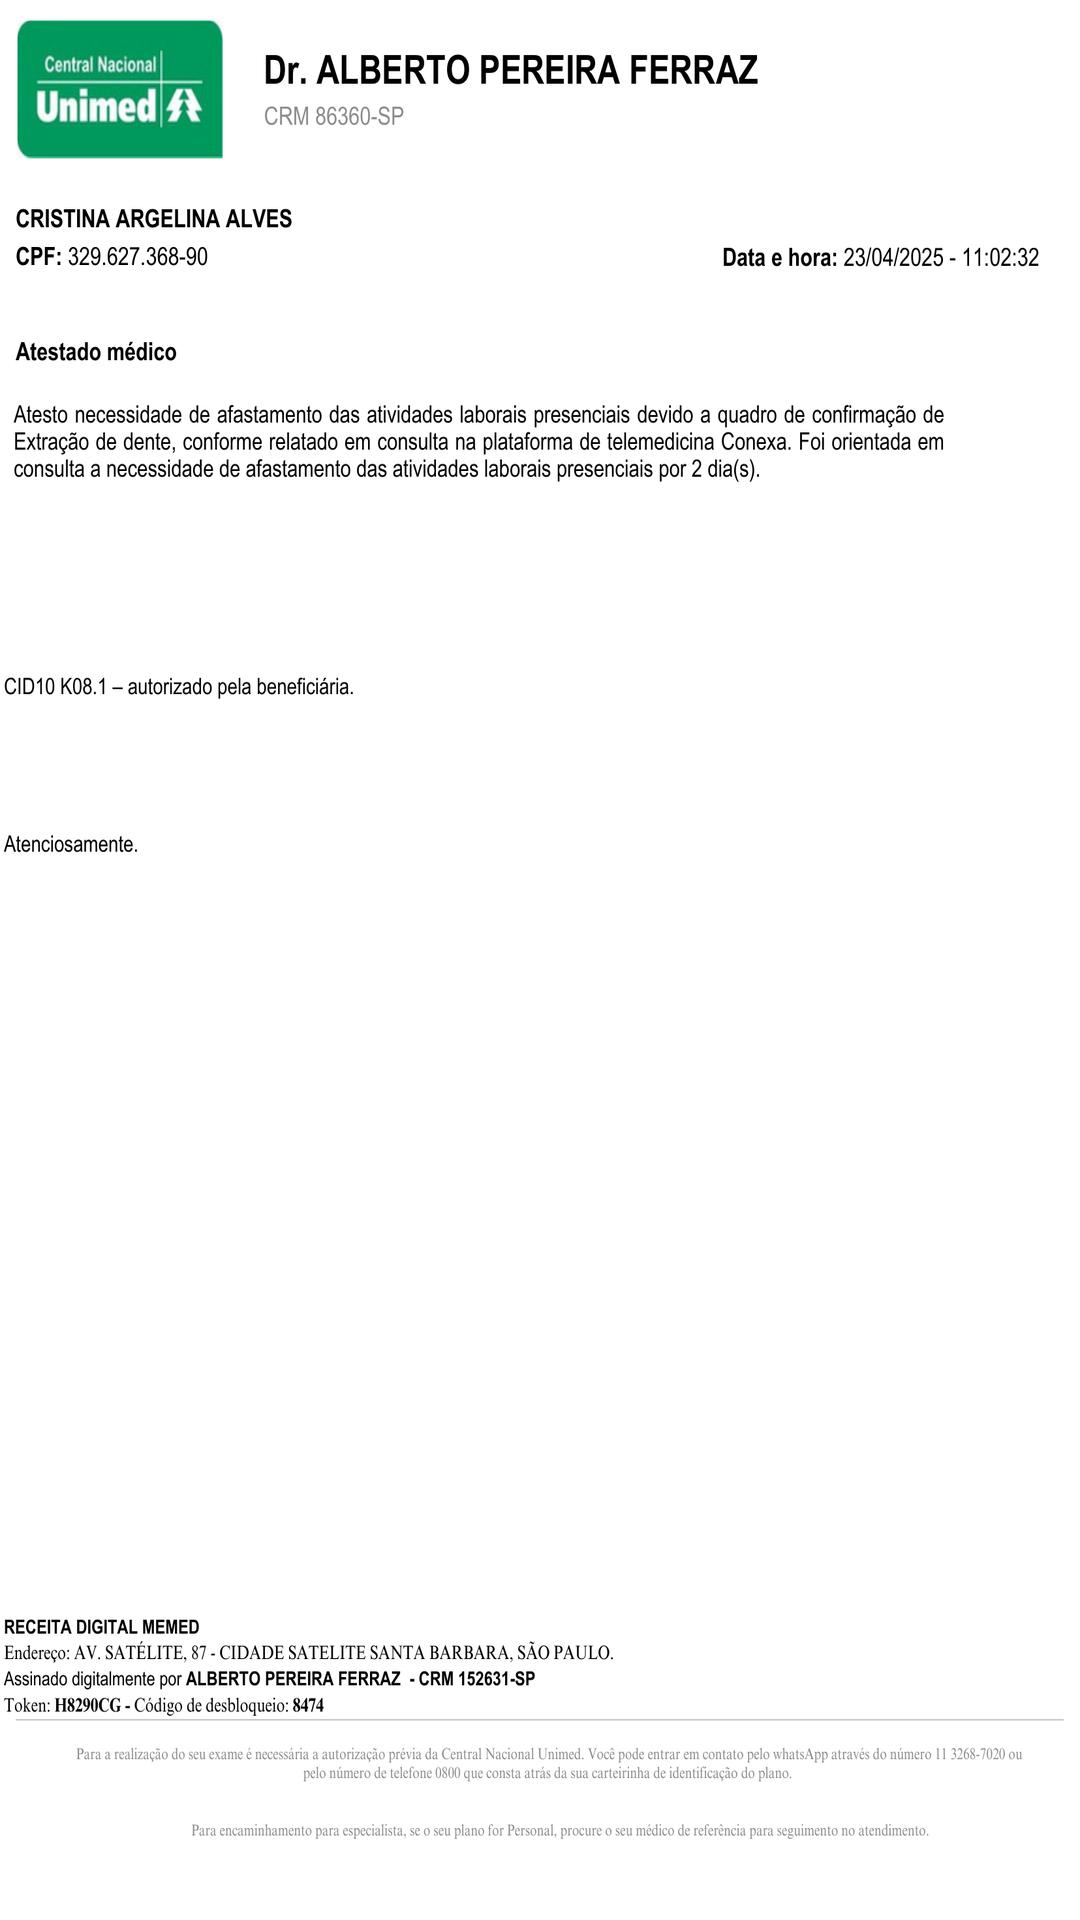 Central Nacional
Unimed
Dr. ALBERTO PEREIRA FERRAZ
CRM 86360-SP
CRISTINA ARGELINA ALVES
CPF: 329.627.368-90
Data e hora: 23/04/2025 - 11:02:32
Atestado médico
Atesto necessidade de afastamento das atividades laborais presenciais devido a quadro de confirmação de
Extração de dente, conforme relatado em consulta na plataforma de telemedicina Conexa. Foi orientada em
consulta a necessidade de afastamento das atividades laborais presenciais por 2 dia(s).
CID10 K08.1 – autorizado pela beneficiária.
Atenciosamente.
RECEITA DIGITAL MEMED
Endereço: AV. SATÉLITE, 87 - CIDADE SATELITE SANTA BARBARA, SÃO PAULO.
Assinado digitalmente por ALBERTO PEREIRA FERRAZ - CRM 152631-SP
Token: H8290CG - Código de desbloqueio: 8474
Para a realização do seu exame é necessária a autorização prévia da Central Nacional Unimed. Você pode entrar em contato pelo whatsApp através do número 11 3268-7020 ou
pelo número de telefone 0800 que consta atrás da sua carteirinha de identificação do plano.
Para encaminhamento para especialista, se o seu plano for Personal, procure o seu médico de referência para seguimento no atendimento.